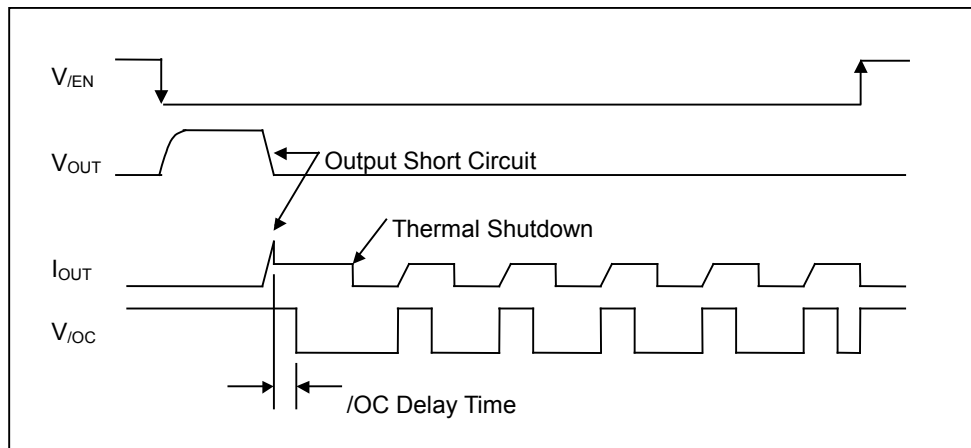 V/EN
VOUT
Output Short Circuit
Thermal Shutdown
IOUT
V/OC
/OC Delay Time